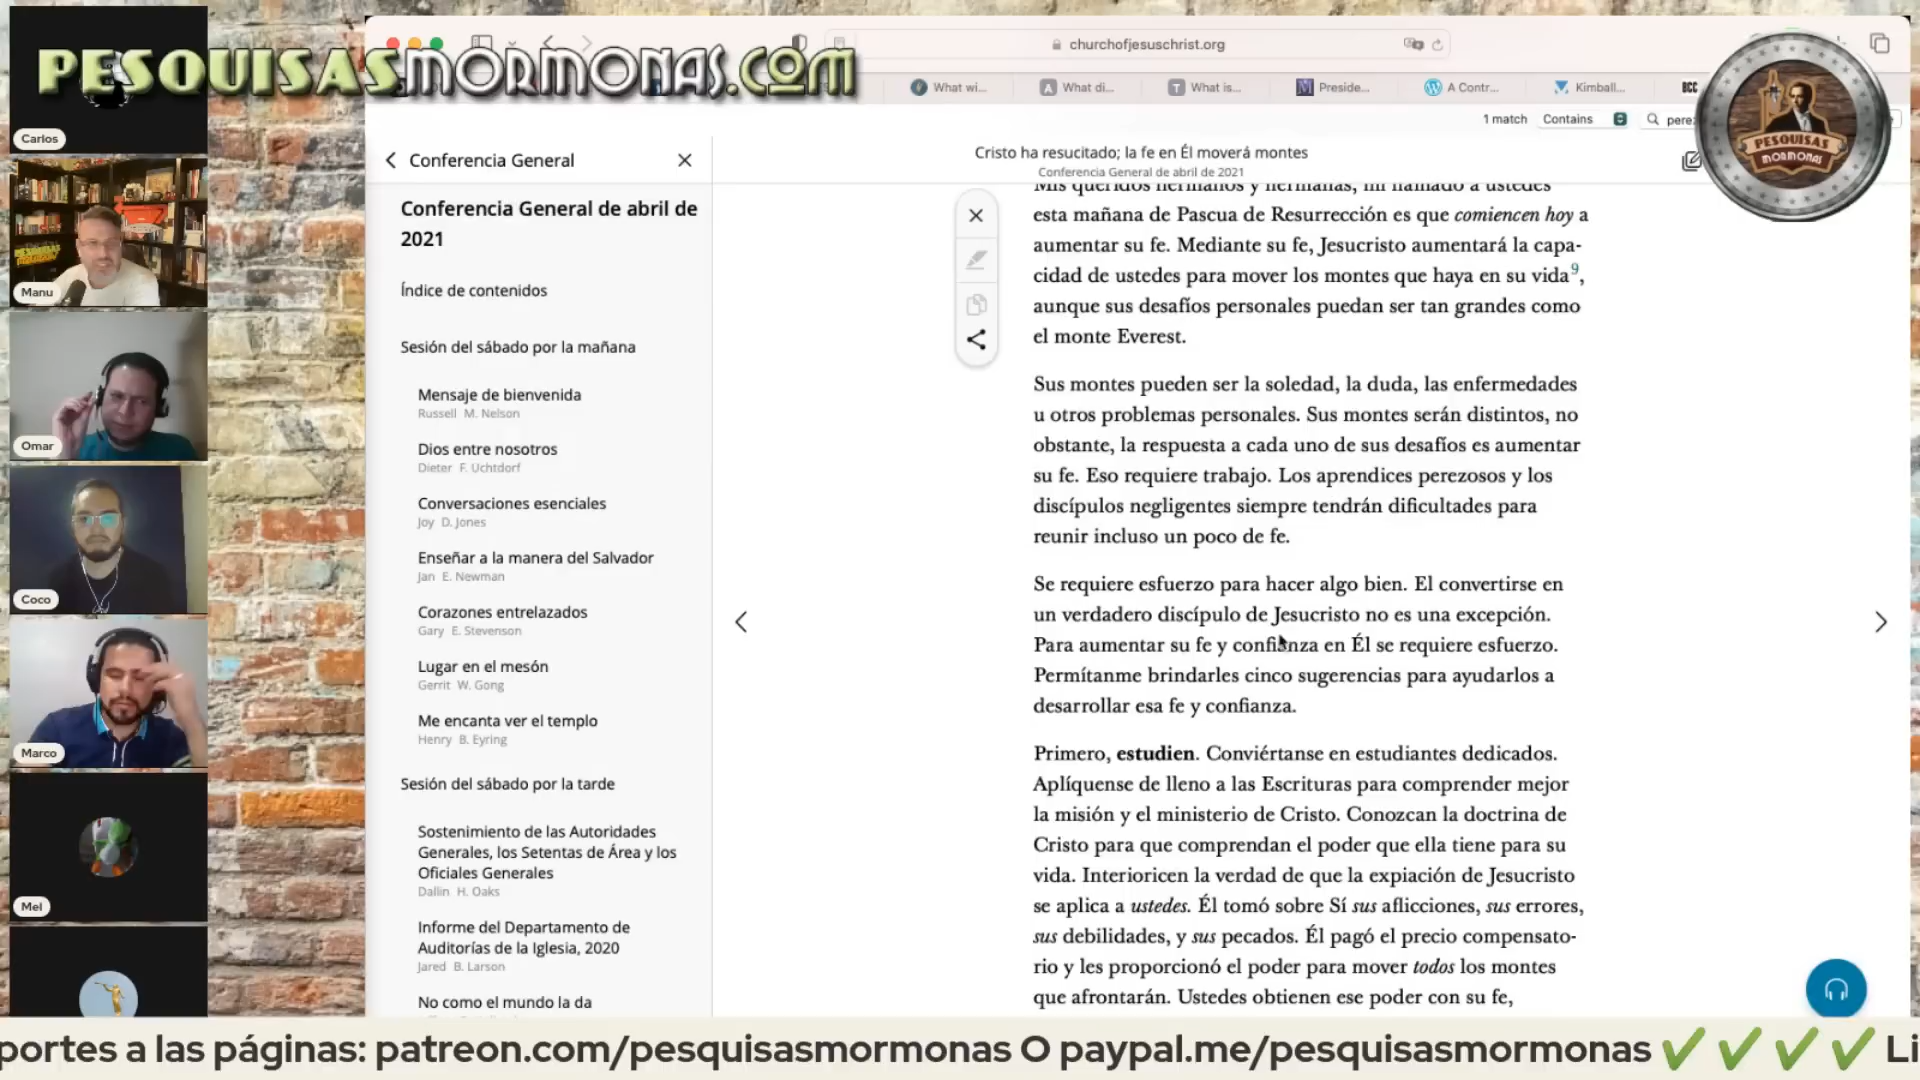 PESQUISASMORMONAS.COM
churchofjesuschrist.org
What wi...
What di...
What is...
Preside...
A Contr...
Kimball...
BCC
1 match
Contains
pere
PESQUISAS
MORMONAS
Carlos
Manu
Omar
Coco
Marco
Mel
Conferencia General
Conferencia General de abril de
2021
Índice de contenidos
Sesión del sábado por la mañana
Mensaje de bienvenida
Russell M. Nelson
Dios entre nosotros
Dieter F. Uchtdorf
Conversaciones esenciales
Joy D. Jones
Enseñar a la manera del Salvador
Jan E. Newman
Corazones entrelazados
Gary E. Stevenson
Lugar en el mesón
Gerrit W. Gong
Me encanta ver el templo
Henry B. Eyring
Sesión del sábado por la tarde
Sostenimiento de las Autoridades
Generales, los Setentas de Área y los
Oficiales Generales
Dallin H. Oaks
Informe del Departamento de
Auditorías de la Iglesia, 2020
Jared B. Larson
No como el mundo la da
Cristo ha resucitado; la fe en Él moverá montes
Conferencia General de abril de 2021
Mis queridos hermanos y hermanas, mi llamado a ustedes
esta mañana de Pascua de Resurrección es que comiencen hoy a
aumentar su fe. Mediante su fe, Jesucristo aumentará la capa-
cidad de ustedes para mover los montes que haya en su vida9,
aunque sus desafíos personales puedan ser tan grandes como
el monte Everest.
Sus montes pueden ser la soledad, la duda, las enfermedades
u otros problemas personales. Sus montes serán distintos, no
obstante, la respuesta a cada uno de sus desafíos es aumentar
su fe. Eso requiere trabajo. Los aprendices perezosos y los
discípulos negligentes siempre tendrán dificultades para
reunir incluso un poco de fe.
Se requiere esfuerzo para hacer algo bien. El convertirse en
un verdadero discípulo de Jesucristo no es una excepción.
Para aumentar su fe y confianza en Él se requiere esfuerzo.
Permítanme brindarles cinco sugerencias para ayudarlos a
desarrollar esa fe y confianza.
Primero, estudien. Conviértanse en estudiantes dedicados.
Aplíquense de lleno a las Escrituras para comprender mejor
la misión y el ministerio de Cristo. Conozcan la doctrina de
Cristo para que comprendan el poder que ella tiene para su
vida. Interioricen la verdad de que la expiación de Jesucristo
se aplica a ustedes. Él tomó sobre Sí sus aflicciones, sus errores,
sus debilidades, y sus pecados. Él pagó el precio compensato-
rio y les proporcionó el poder para mover todos los montes
que afrontarán. Ustedes obtienen ese poder con su fe,
portes a las páginas: patreon.com/pesquisasmormonas O paypal.me/pesquisasmormonas ✓ ✓ ✓ ✓ Li